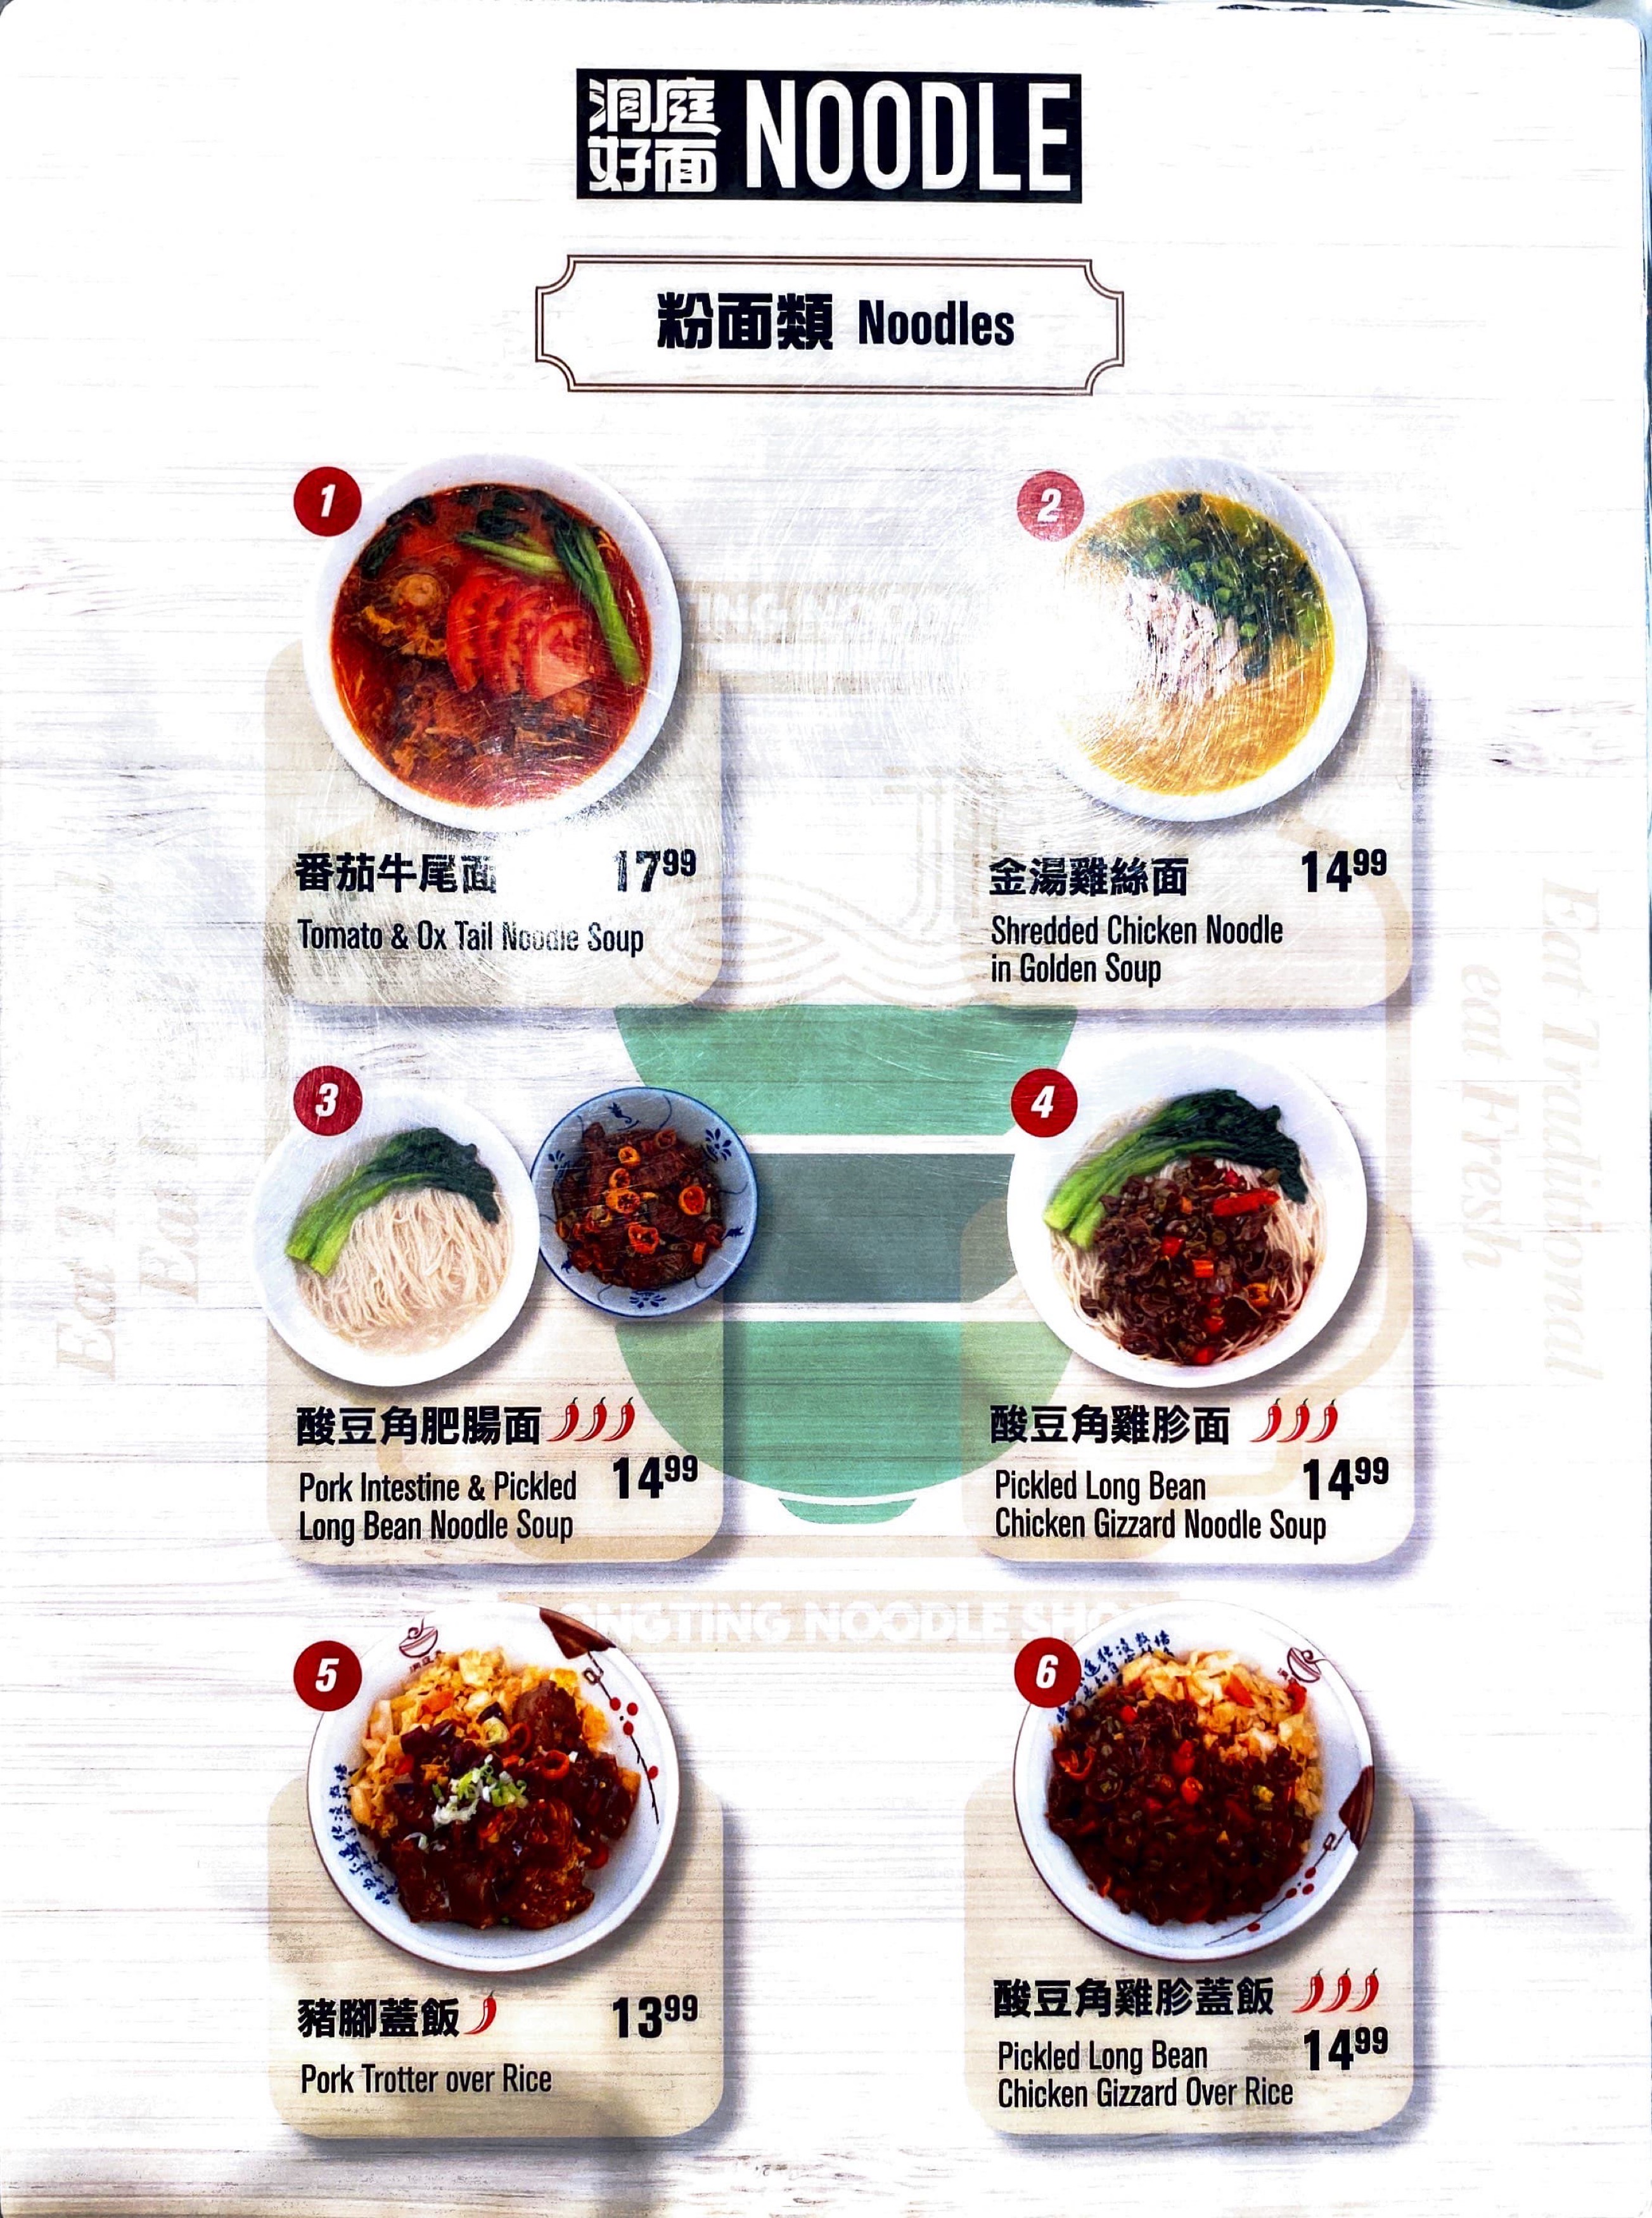 洞庭
好面 NOODLE
粉面類 Noodles
1
番茄牛尾面 17.99
Tomato & Ox Tail Noodle Soup
2
金湯雞絲面 14.99
Shredded Chicken Noodle
in Golden Soup
3
酸豆角肥腸面
Pork Intestine & Pickled 14.99
Long Bean Noodle Soup
4
酸豆角雞胗面
Pickled Long Bean 14.99
Chicken Gizzard Noodle Soup
NGTING NOODLE SHO
5
豬腳蓋飯 13.99
Pork Trotter over Rice
6
酸豆角雞胗蓋飯
Pickled Long Bean 14.99
Chicken Gizzard Over Rice
Eat Traditional
eat Fresh